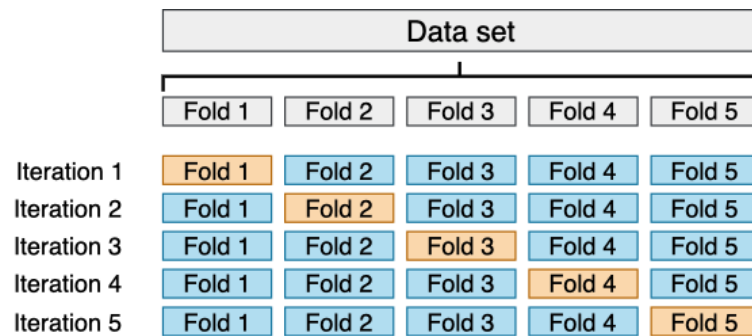 Data set
Fold 1 Fold 2 Fold 3 Fold 4 Fold 5
Iteration 1 Fold 1 Fold 2 Fold 3 Fold 4 Fold 5
Iteration 2 Fold 1 Fold 2 Fold 3 Fold 4 Fold 5
Iteration 3 Fold 1 Fold 2 Fold 3 Fold 4 Fold 5
Iteration 4 Fold 1 Fold 2 Fold 3 Fold 4 Fold 5
Iteration 5 Fold 1 Fold 2 Fold 3 Fold 4 Fold 5